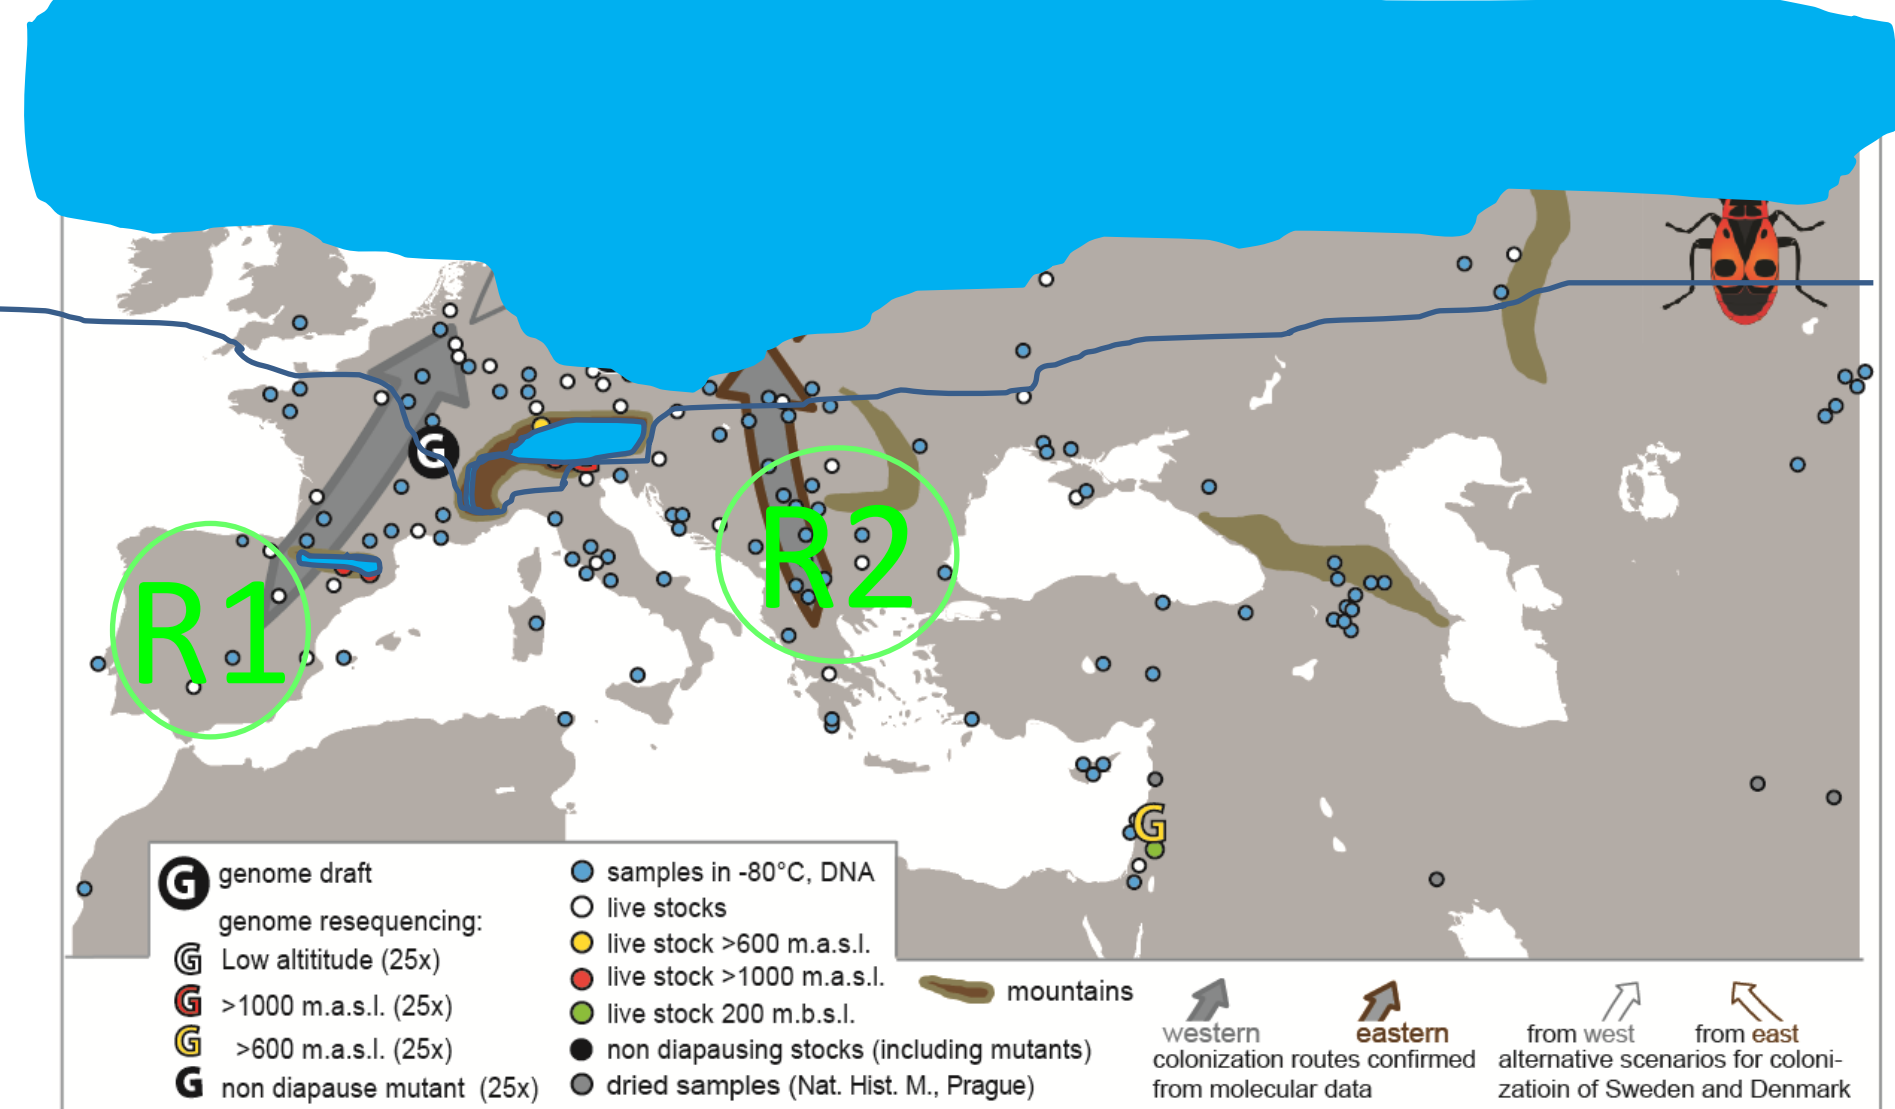 G
R1
R2
G
G genome draft
genome resequencing:
G Low altititude (25x)
G >1000 m.a.s.l. (25x)
G >600 m.a.s.l. (25x)
G non diapause mutant (25x)
samples in -80°C, DNA
live stocks
live stock >600 m.a.s.l.
live stock >1000 m.a.s.l.
live stock 200 m.b.s.l.
non diapausing stocks (including mutants)
dried samples (Nat. Hist. M., Prague)
mountains
western eastern
colonization routes confirmed
from molecular data
from west from east
alternative scenarios for coloni-
zatioin of Sweden and Denmark